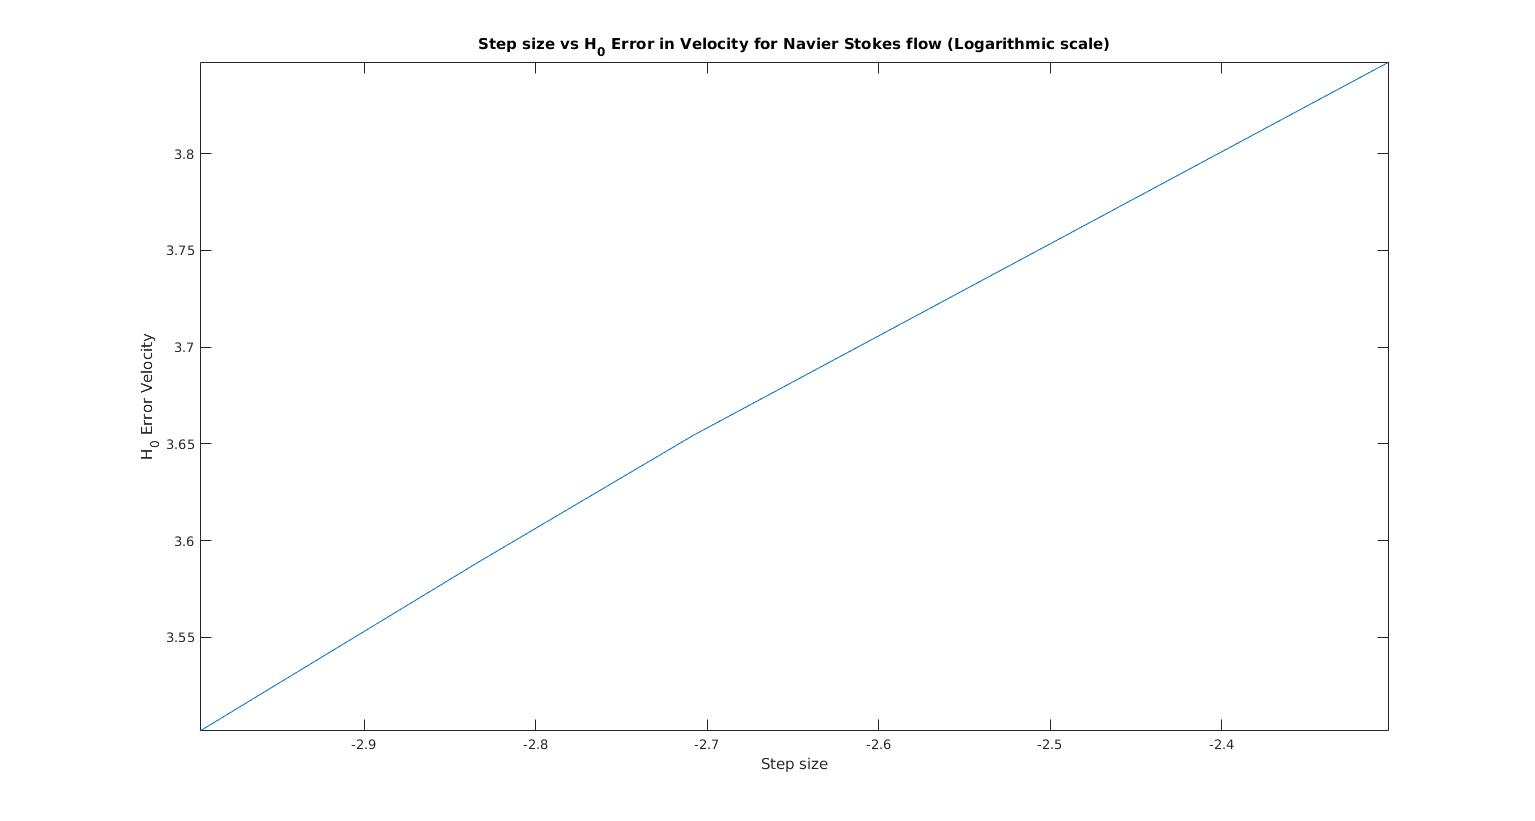 Step size vs H0 Error in Velocity for Navier Stokes flow (Logarithmic scale)
H0 Error Velocity
3.8
3.75
3.7
3.65
3.6
3.55
-2.9 -2.8 -2.7 -2.6 -2.5 -2.4
Step size